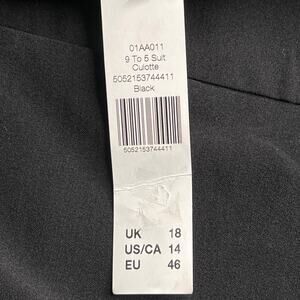 01AA011
9 To 5 Suit
Culotte
5052153744411
Black
5052153744411
UK 18
US/CA 14
EU 46